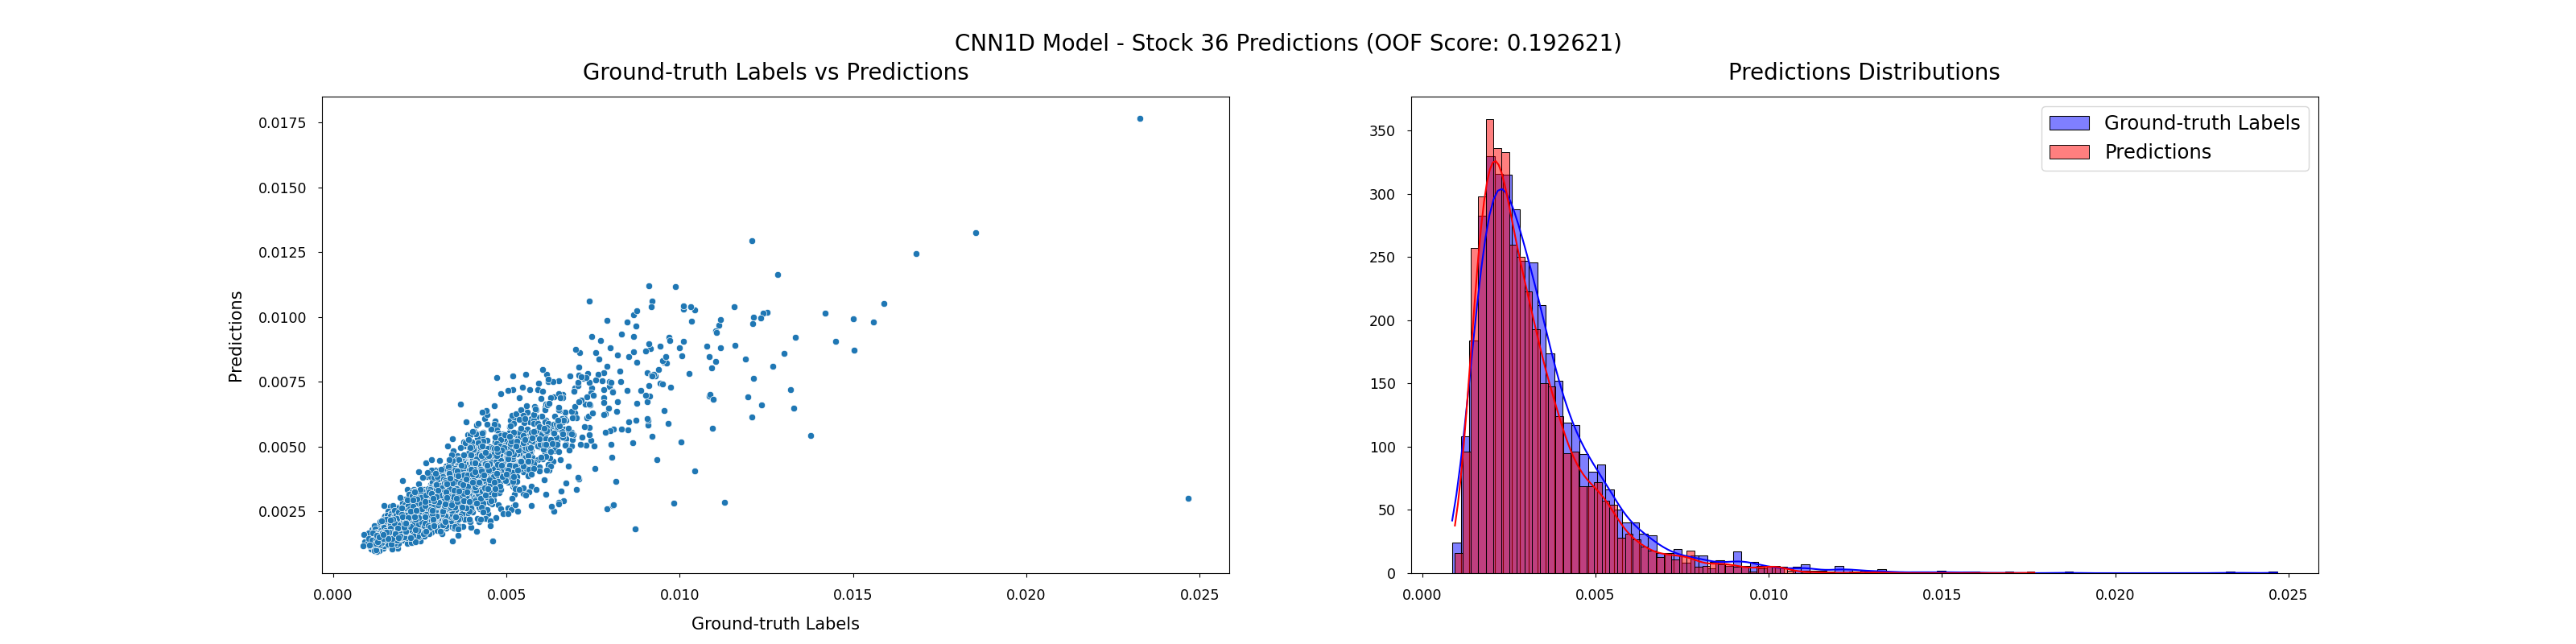 CNN1D Model - Stock 36 Predictions (OOF Score: 0.192621)
Ground-truth Labels vs Predictions
Predictions
0.0175
0.0150
0.0125
0.0100
0.0075
0.0050
0.0025
0.000 0.005 0.010 0.015 0.020 0.025
Ground-truth Labels
Predictions Distributions
Ground-truth Labels
Predictions
350
300
250
200
150
100
50
0
0.000 0.005 0.010 0.015 0.020 0.025